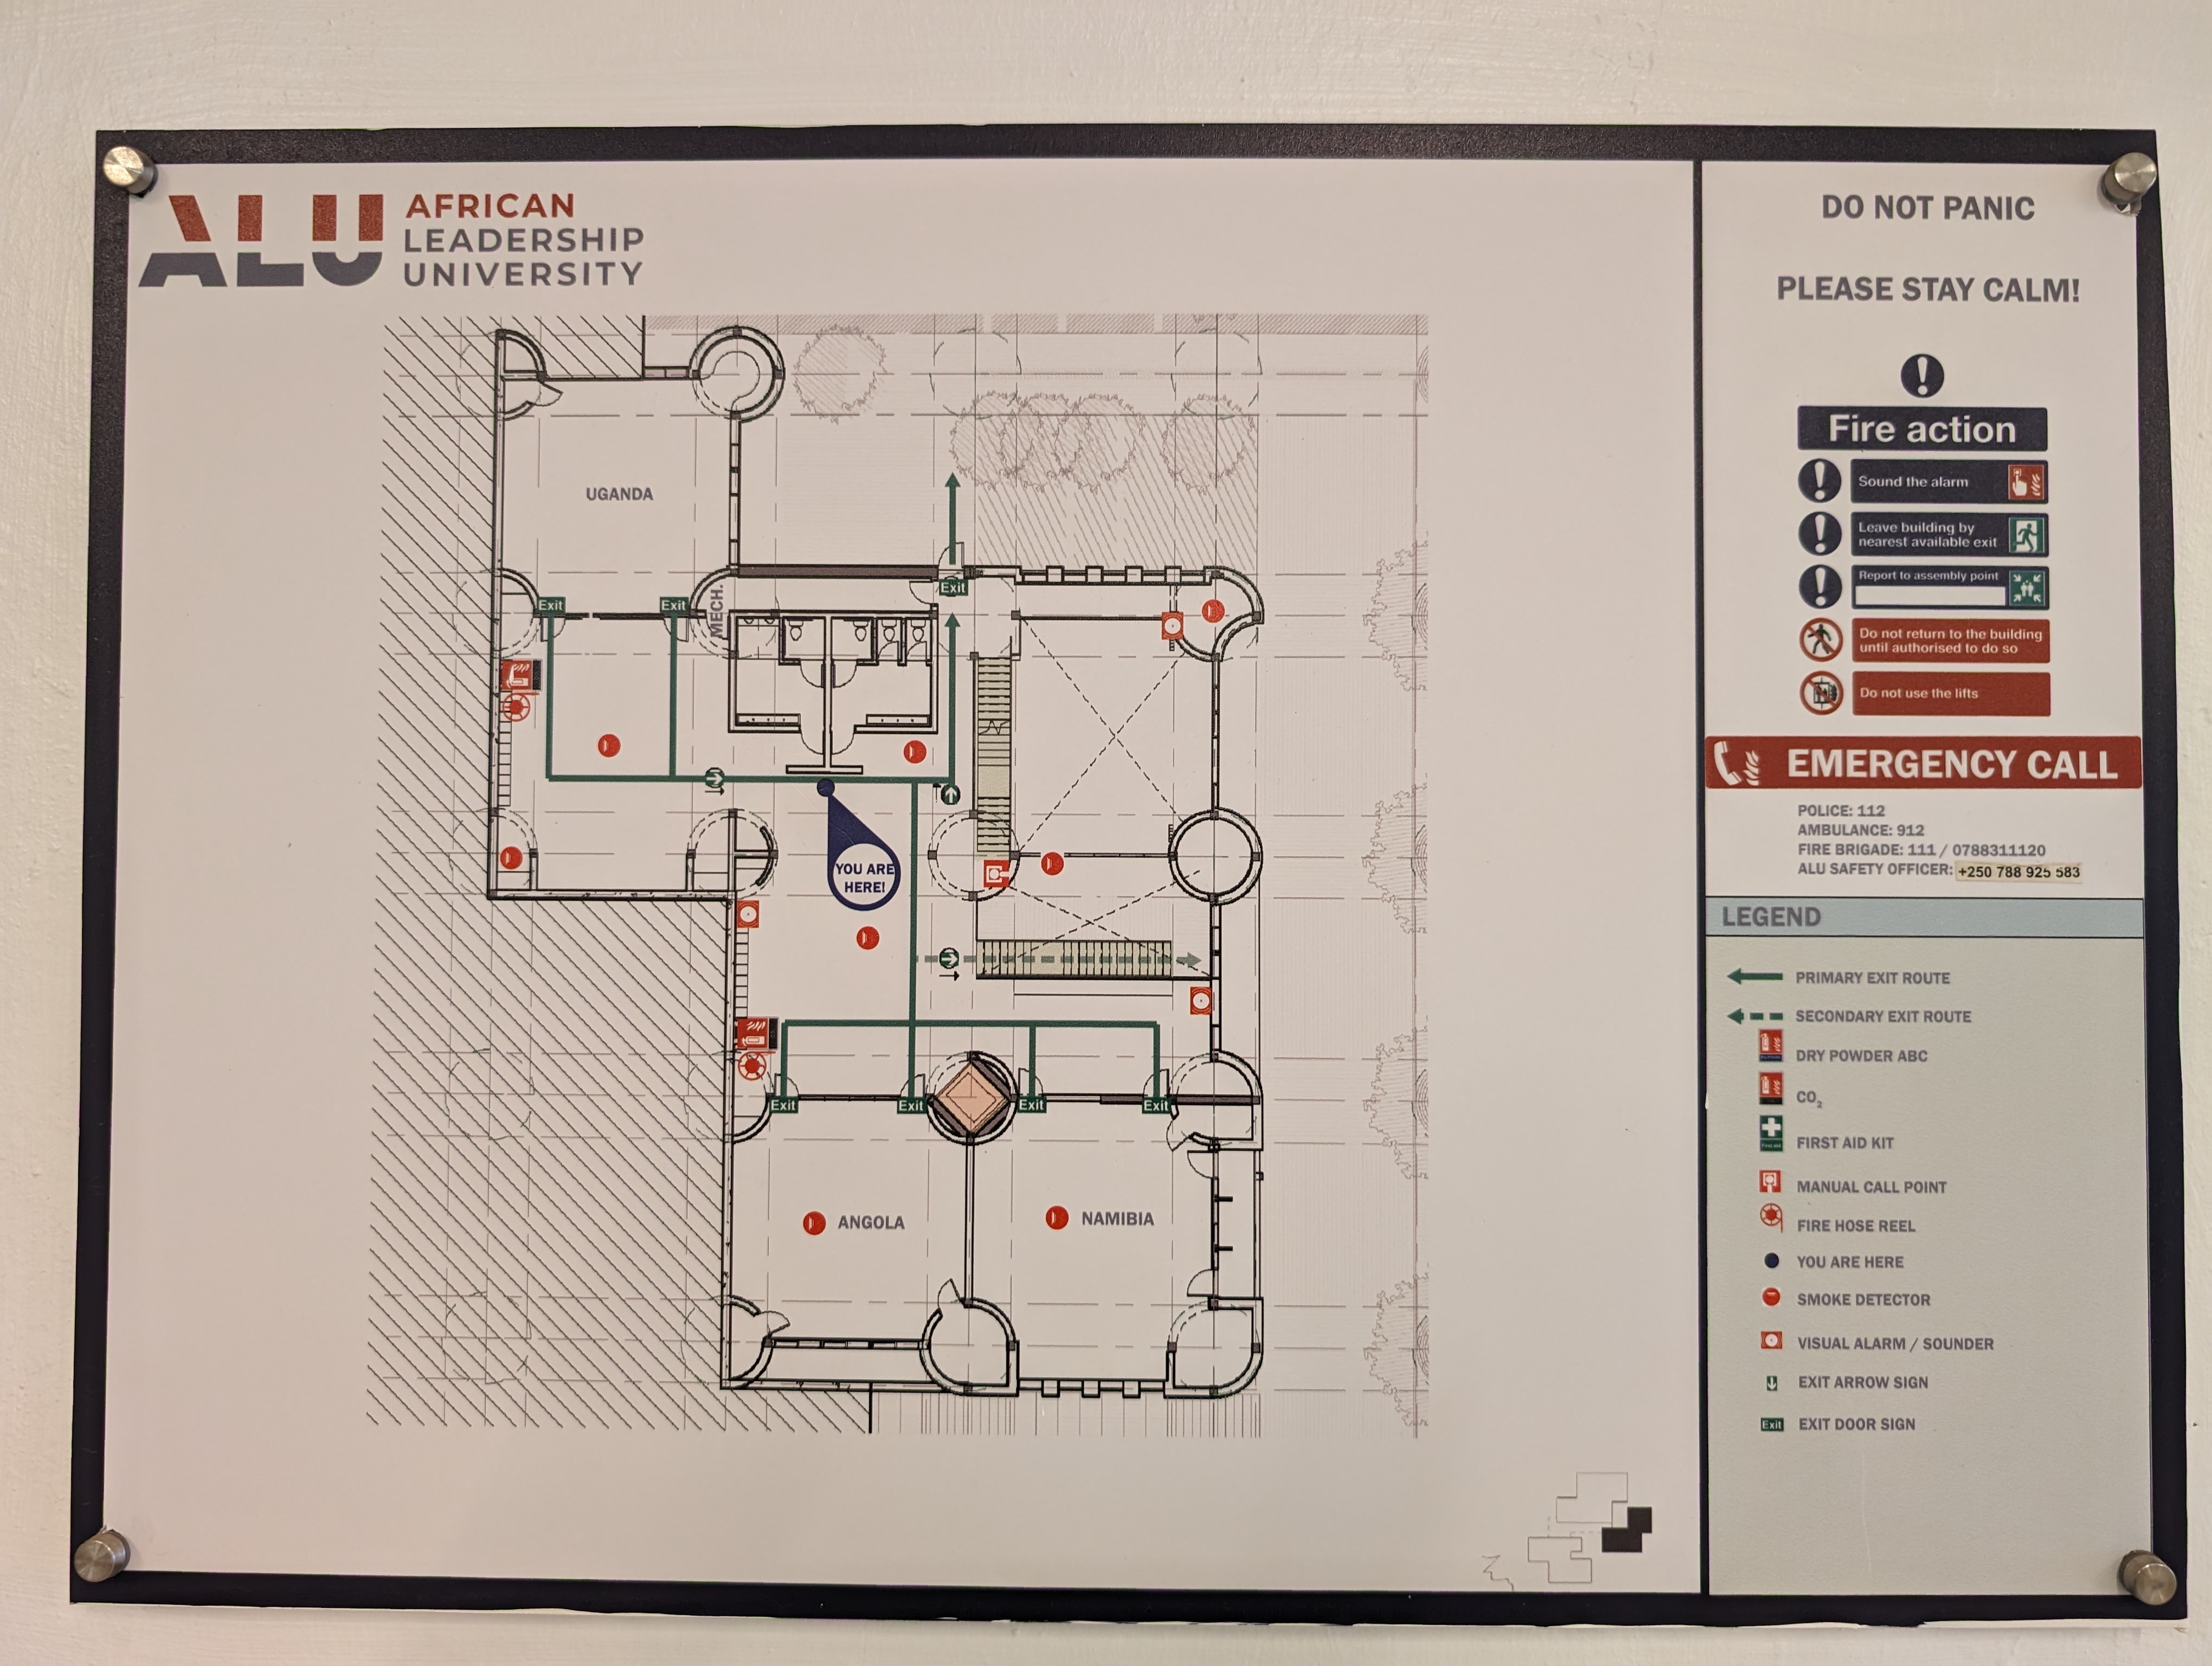 ALU
AFRICAN
LEADERSHIP
UNIVERSITY
UGANDA
Exit
Exit
MECH.
Exit
YOU ARE
HERE!
Exit
Exit
Exit
Exit
ANGOLA
NAMIBIA
DO NOT PANIC
PLEASE STAY CALM!
Fire action
Sound the alarm
Leave building by
nearest available exit
Report to assembly point
Do not return to the building
until authorised to do so
Do not use the lifts
EMERGENCY CALL
POLICE: 112
AMBULANCE: 912
FIRE BRIGADE: 111 / 0788311120
ALU SAFETY OFFICER: +250 788 925 583
LEGEND
PRIMARY EXIT ROUTE
SECONDARY EXIT ROUTE
DRY POWDER ABC
CO₂
FIRST AID KIT
MANUAL CALL POINT
FIRE HOSE REEL
YOU ARE HERE
SMOKE DETECTOR
VISUAL ALARM / SOUNDER
EXIT ARROW SIGN
Exit EXIT DOOR SIGN